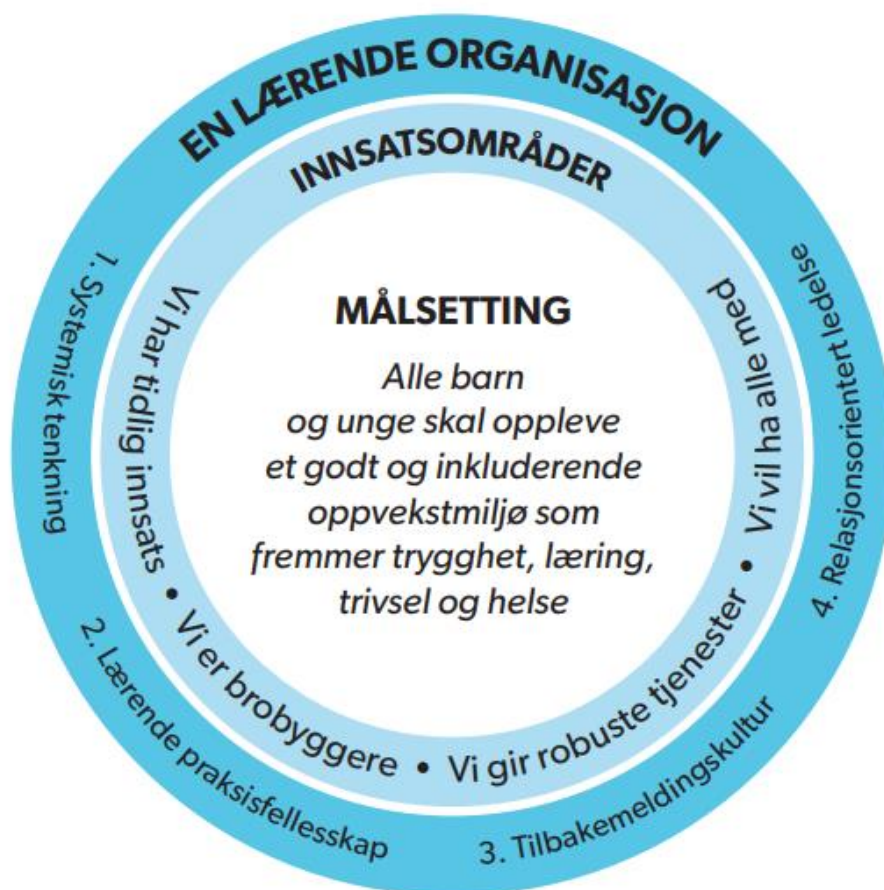 EN LÆRENDE ORGANISASJON
1. Systemisk tenkning
2. Lærende praksisfellesskap
3. Tilbakemeldingskultur
4. Relasjonsorientert ledelse
INNSATSOMRÅDER
Vi har tidlig innsats • Vi er brobyggere • Vi gir robuste tjenester • Vi vil ha alle med
MÅLSETTING
Alle barn
og unge skal oppleve
et godt og inkluderende
oppvekstmiljø som
fremmer trygghet, læring,
trivsel og helse